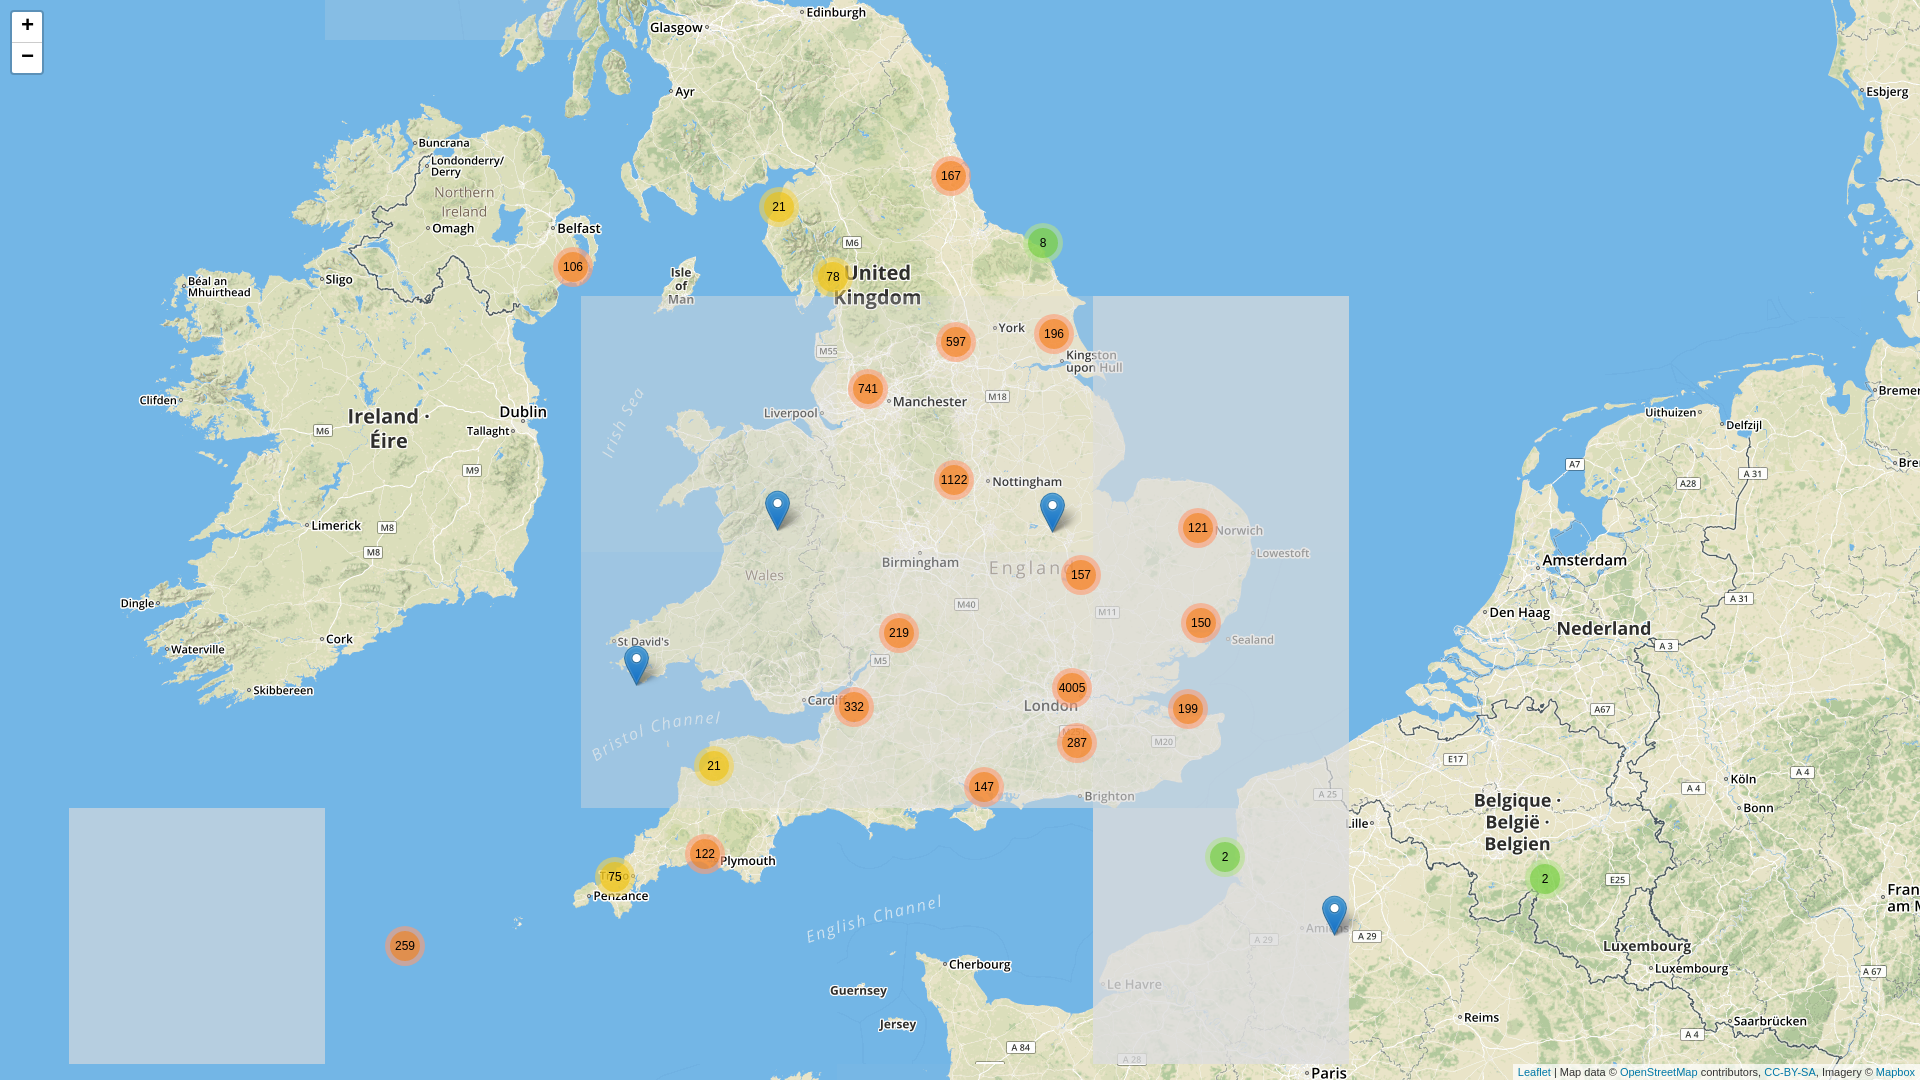 +
−
Edinburgh
Glasgow
Ayr
Esbjerg
Buncrana
Londonderry/
Derry
Northern
Ireland
Omagh
Belfast
167
21
8
M6
106
78
United
Kingdom
Isle
of
Man
Sligo
Béal an
Mhuirthead
York
196
597
Kingston
upon Hull
M55
741
Manchester
M18
Bremer
Clifden
Irish Sea
Liverpool
Dublin
Tallaght
Ireland ·
Éire
M6
M9
Uithuizen
Delfzijl
A7
A 31
A28
Bre
1122
Nottingham
Limerick
M8
M8
121
Norwich
Lowestoft
Birmingham
England
157
Wales
Amsterdam
Dingle
M40
M11
Den Haag
A 31
Nederland
Cork
Waterville
219
150
Sealand
St David's
M5
A 3
Skibbereen
4005
London
Cardiff
332
199
A67
Bristol Channel
287
M20
E17
21
147
Brighton
A 25
Köln
A 4
A 4
Bonn
Belgique ·
België ·
Belgien
Lille
122
Plymouth
75
Penzance
2
2
E25
Fran
am M
English Channel
259
Amiens
A 29
A 29
Luxembourg
Luxembourg
A 67
Cherbourg
Guernsey
Le Havre
Jersey
Reims
Saarbrücken
A 84
A 28
A 4
Paris
Leaflet | Map data © OpenStreetMap contributors, CC-BY-SA, Imagery © Mapbox